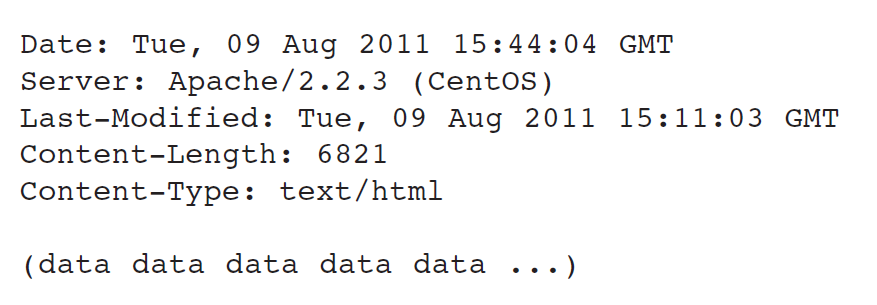 Date: Tue, 09 Aug 2011 15:44:04 GMT
Server: Apache/2.2.3 (CentOS)
Last-Modified: Tue, 09 Aug 2011 15:11:03 GMT
Content-Length: 6821
Content-Type: text/html
(data data data data data ...)